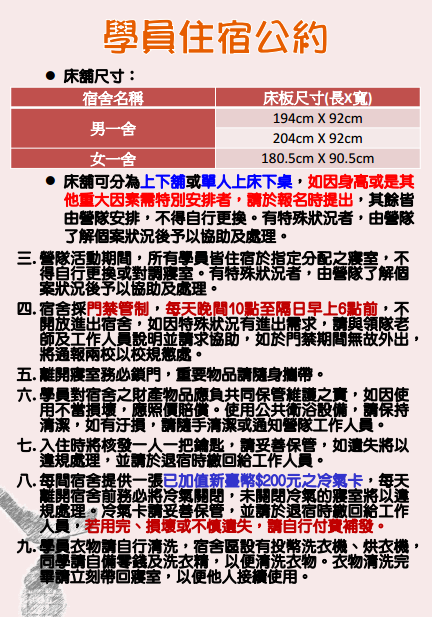 學員住宿公約
● 床舖尺寸：
宿舍名稱 床板尺寸(長X寬)
男一舍 194cm X 92cm
204cm X 92cm
女一舍 180.5cm X 90.5cm
● 床舖可分為上下舖或單人上床下桌，如因身高或是其
他重大因素需特別安排者，請於報名時提出，其餘皆
由營隊安排，不得自行更換。有特殊狀況者，由營隊
了解個案狀況後予以協助及處理。
三. 營隊活動期間，所有學員皆住宿於指定分配之寢室，不
得自行更換或對調寢室。有特殊狀況者，由營隊了解個
案狀況後予以協助及處理。
四. 宿舍採門禁管制，每天晚間10點至隔日早上6點前，不
開放進出宿舍，如因特殊狀況有進出需求，請與領隊老
師及工作人員說明並請求協助，如於門禁期間無故外出，
將通報兩校以校規懲處。
五. 離開寢室務必鎖門，重要物品請隨身攜帶。
六. 學員對宿舍之財產物品應負共同保管維護之責，如因使
用不當損壞，應照價賠償。使用公共衛浴設備，請保持
清潔，如有汙損，請隨手清潔或通知營隊工作人員。
七. 入住時將核發一人一把鑰匙，請妥善保管，如遺失將以
違規處理，並請於退宿時繳回給工作人員。
八. 每間宿舍提供一張已加值新臺幣$200元之冷氣卡，每天
離開宿舍前務必將冷氣關閉，未關閉冷氣的寢室將以違
規處理。冷氣卡請妥善保管，並請於退宿時繳回給工作
人員，若用完、損壞或不慎遺失，請自行付費補發。
九. 學員衣物請自行清洗，宿舍區設有投幣洗衣機、烘衣機，
同學請自備零錢及洗衣精，以便清洗衣物。衣物清洗完
畢請立刻帶回寢室，以便他人接續使用。